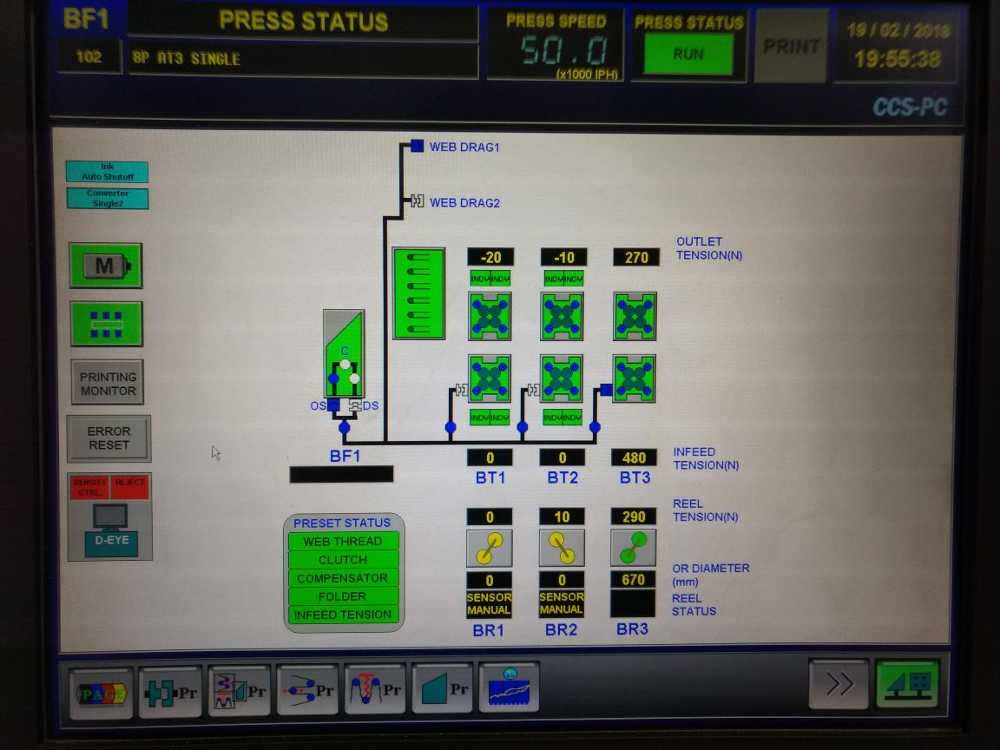 BF1
PRESS STATUS
PRESS SPEED
PRESS STATUS
PRINT
19/02/2018
102
8P AT3 SINGLE
50.0
(x1000 IPH)
RUN
19:55:38
CCS-PC
WEB DRAG1
Ink
Auto Shutoff
Converter
Single2
WEB DRAG2
OUTLET
TENSION(N)
-20
-10
270
M
INDV INDV
INDV INDV
C
PRINTING
MONITOR
OS
DS
INDV INDV
INDV INDV
ERROR
RESET
BF1
0
0
480
INFEED
TENSION(N)
BT1
BT2
BT3
DENSITY
CTRL.
REJECT
D-EYE
PRESET STATUS
WEB THREAD
CLUTCH
COMPENSATOR
FOLDER
INFEED TENSION
0
10
290
REEL
TENSION(N)
0
0
670
OR DIAMETER
(mm)
SENSOR
MANUAL
SENSOR
MANUAL
REEL
STATUS
BR1
BR2
BR3
PAGE
Pr
Pr
Pr
Pr
Pr